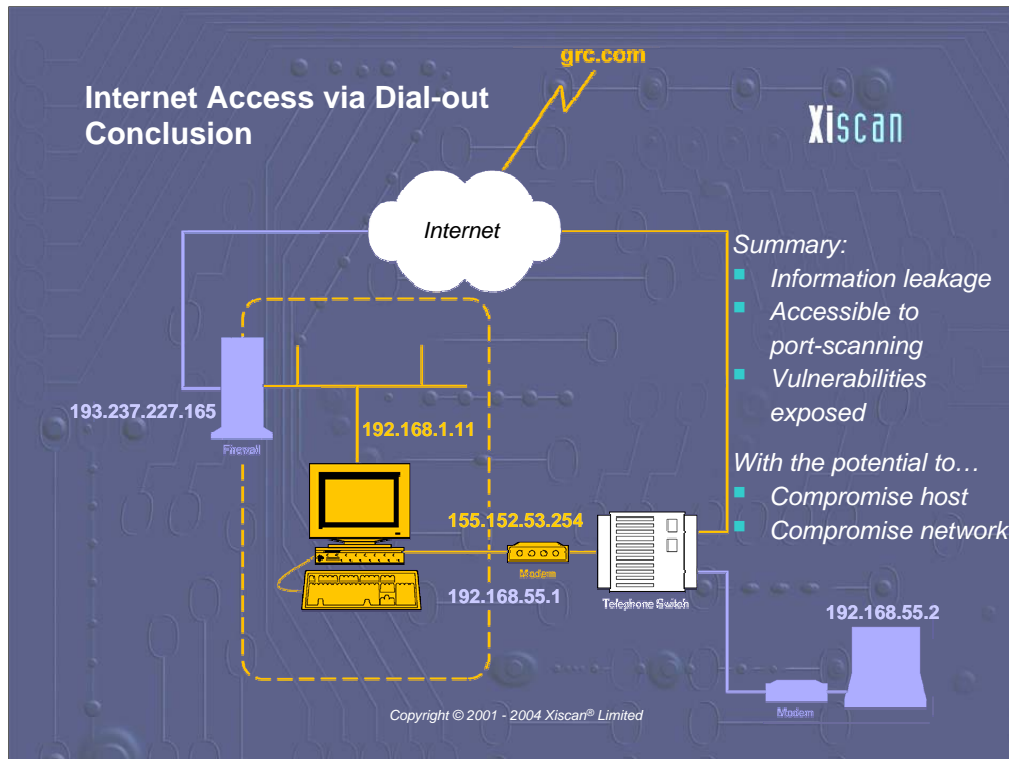 grc.com
Internet Access via Dial-out
Conclusion
Xiscan
Internet
Summary:
Information leakage
Accessible to
port-scanning
Vulnerabilities
exposed
193.237.227.165
Firewall
192.168.1.11
With the potential to…
Compromise host
Compromise network
155.152.53.254
Modem
192.168.55.1
Telephone Switch
192.168.55.2
Modem
Copyright © 2001 - 2004 Xiscan® Limited